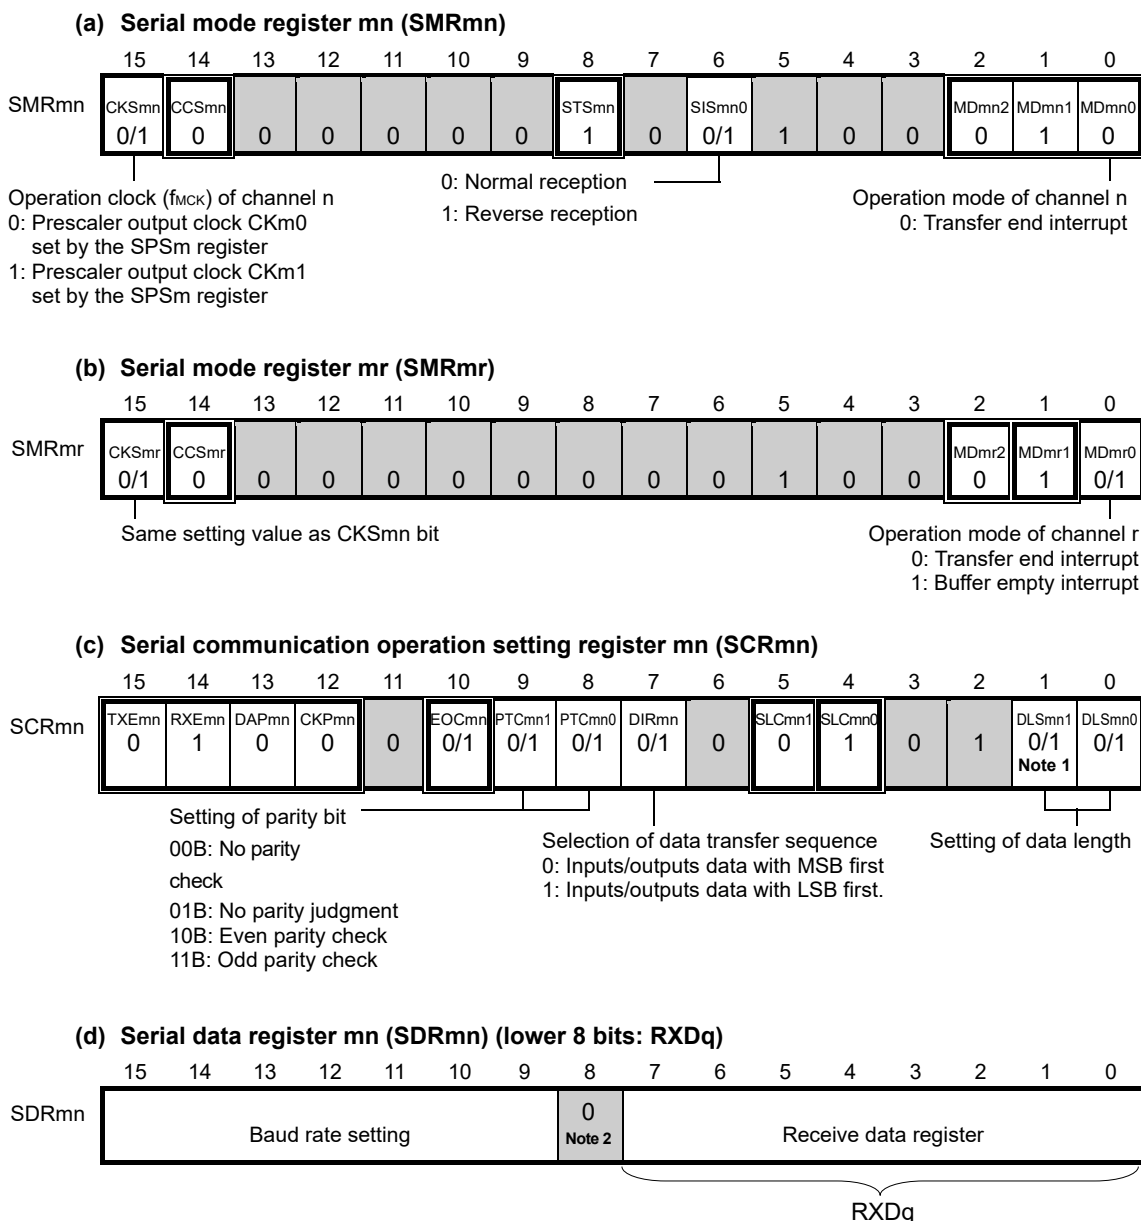 (a) Serial mode register mn (SMRmn)
15 14 13 12 11 10 9 8 7 6 5 4 3 2 1 0
SMRmn
CKSmn CCSmn STSmn SISmn0 MDmn2 MDmn1 MDmn0
0/1 0 0 0 0 0 0 1 0 0/1 1 0 0 0 1 0
Operation clock (fMCK) of channel n
0: Prescaler output clock CKm0
set by the SPSm register
1: Prescaler output clock CKm1
set by the SPSm register
0: Normal reception
1: Reverse reception
Operation mode of channel n
0: Transfer end interrupt
(b) Serial mode register mr (SMRmr)
15 14 13 12 11 10 9 8 7 6 5 4 3 2 1 0
SMRmr
CKSmr CCSmr MDmr2 MDmr1 MDmr0
0/1 0 0 0 0 0 0 0 0 0 1 0 0 0 1 0/1
Same setting value as CKSmn bit
Operation mode of channel r
0: Transfer end interrupt
1: Buffer empty interrupt
(c) Serial communication operation setting register mn (SCRmn)
15 14 13 12 11 10 9 8 7 6 5 4 3 2 1 0
SCRmn
TXEmn RXEmn DAPmn CKPmn EOCmn PTCmn1 PTCmn0 DIRmn SLCmn1 SLCmn0 DLSmn1 DLSmn0
0 1 0 0 0 0/1 0/1 0/1 0/1 0 0 1 0 1 0/1 0/1
Note 1
Setting of parity bit
00B: No parity
check
01B: No parity judgment
10B: Even parity check
11B: Odd parity check
Selection of data transfer sequence
0: Inputs/outputs data with MSB first
1: Inputs/outputs data with LSB first.
Setting of data length
(d) Serial data register mn (SDRmn) (lower 8 bits: RXDq)
15 14 13 12 11 10 9 8 7 6 5 4 3 2 1 0
SDRmn
Baud rate setting
0
Note 2
Receive data register
RXDq